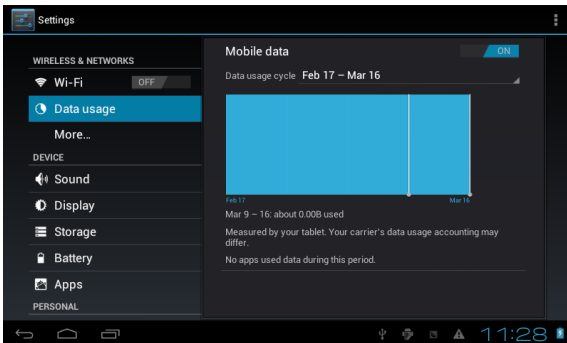 Settings
WIRELESS & NETWORKS
Wi-Fi OFF
Data usage
More...
DEVICE
Sound
Display
Storage
Battery
Apps
PERSONAL
Mobile data ON
Data usage cycle Feb 17 – Mar 16
Feb 17 Mar 16
Mar 9 – 16: about 0.00B used
Measured by your tablet. Your carrier's data usage accounting may
differ.
No apps used data during this period.
11:28